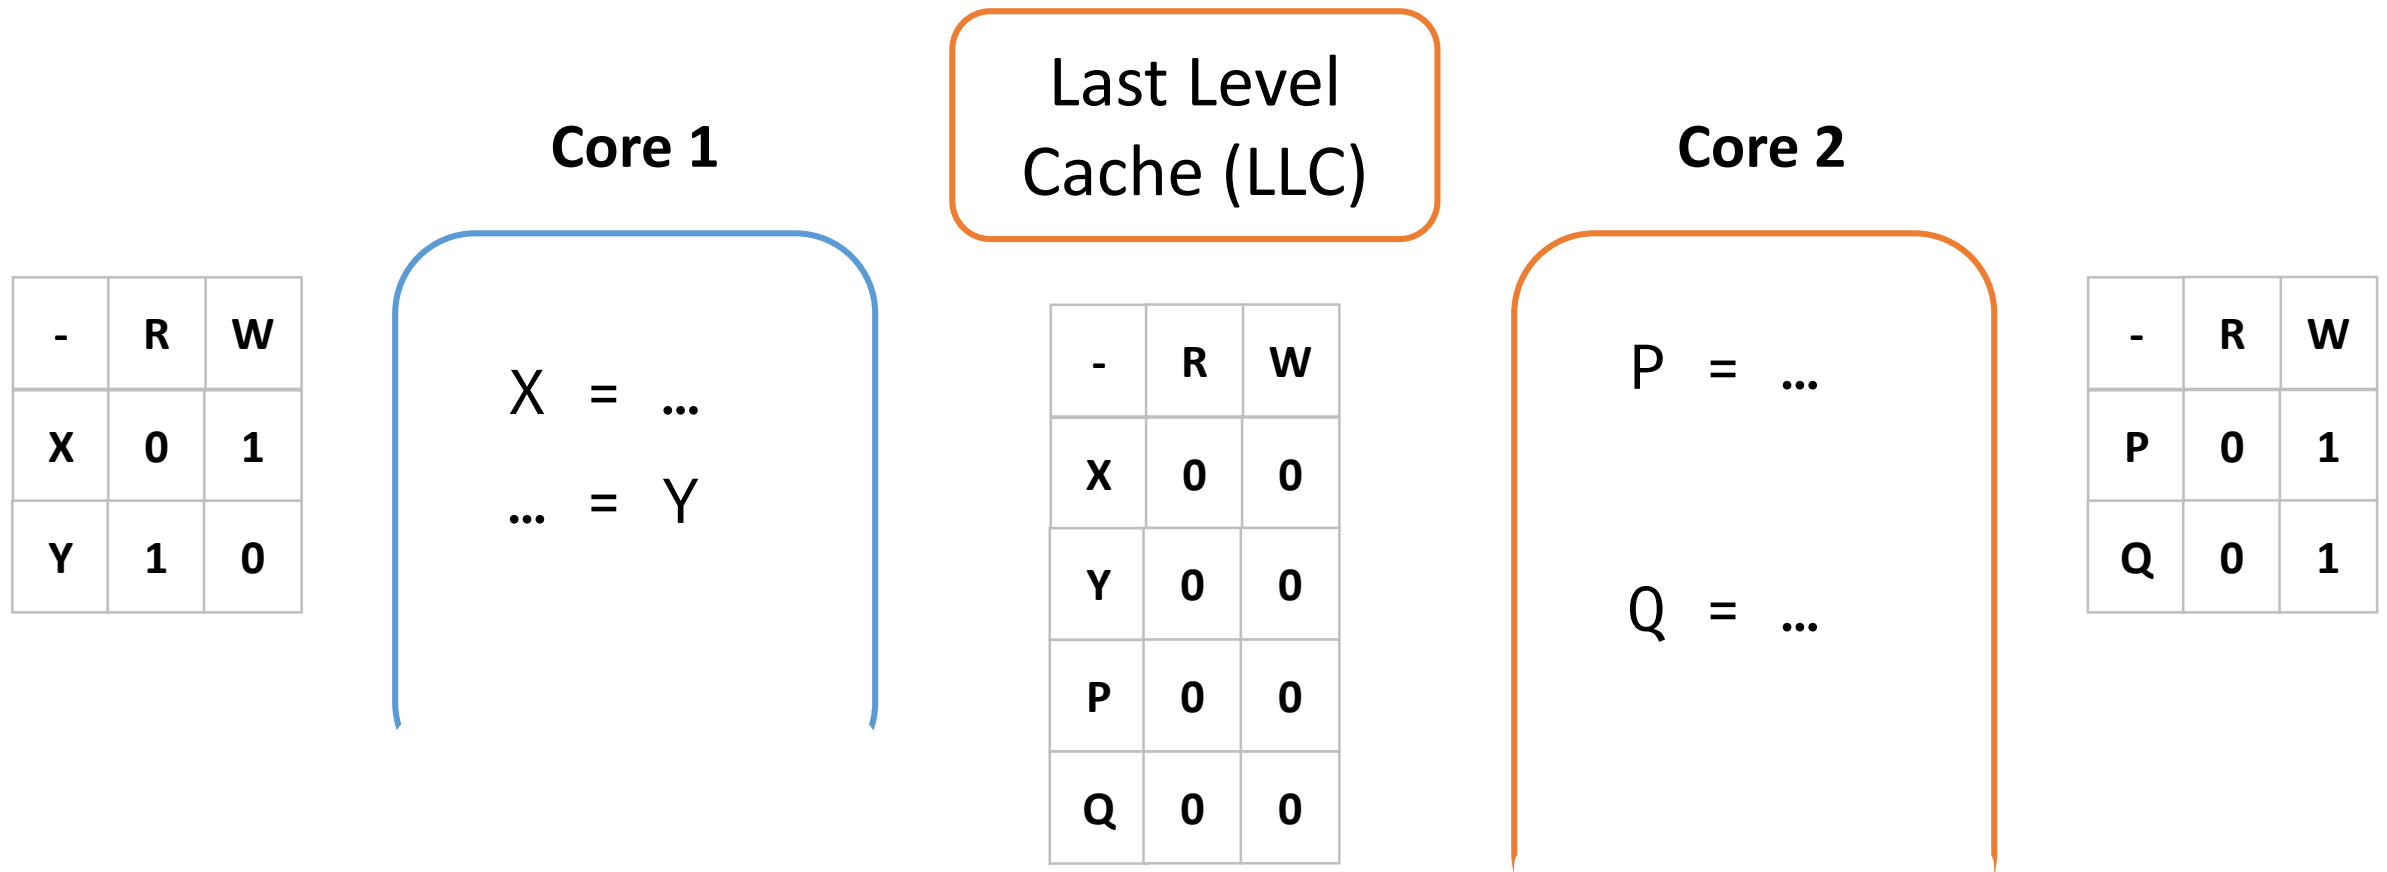 Last Level
Cache (LLC)
Core 1
Core 2
- R W
X 0 1
Y 1 0
X = …
… = Y
- R W
X 0 0
Y 0 0
P 0 0
Q 0 0
P = …
Q = …
- R W
P 0 1
Q 0 1